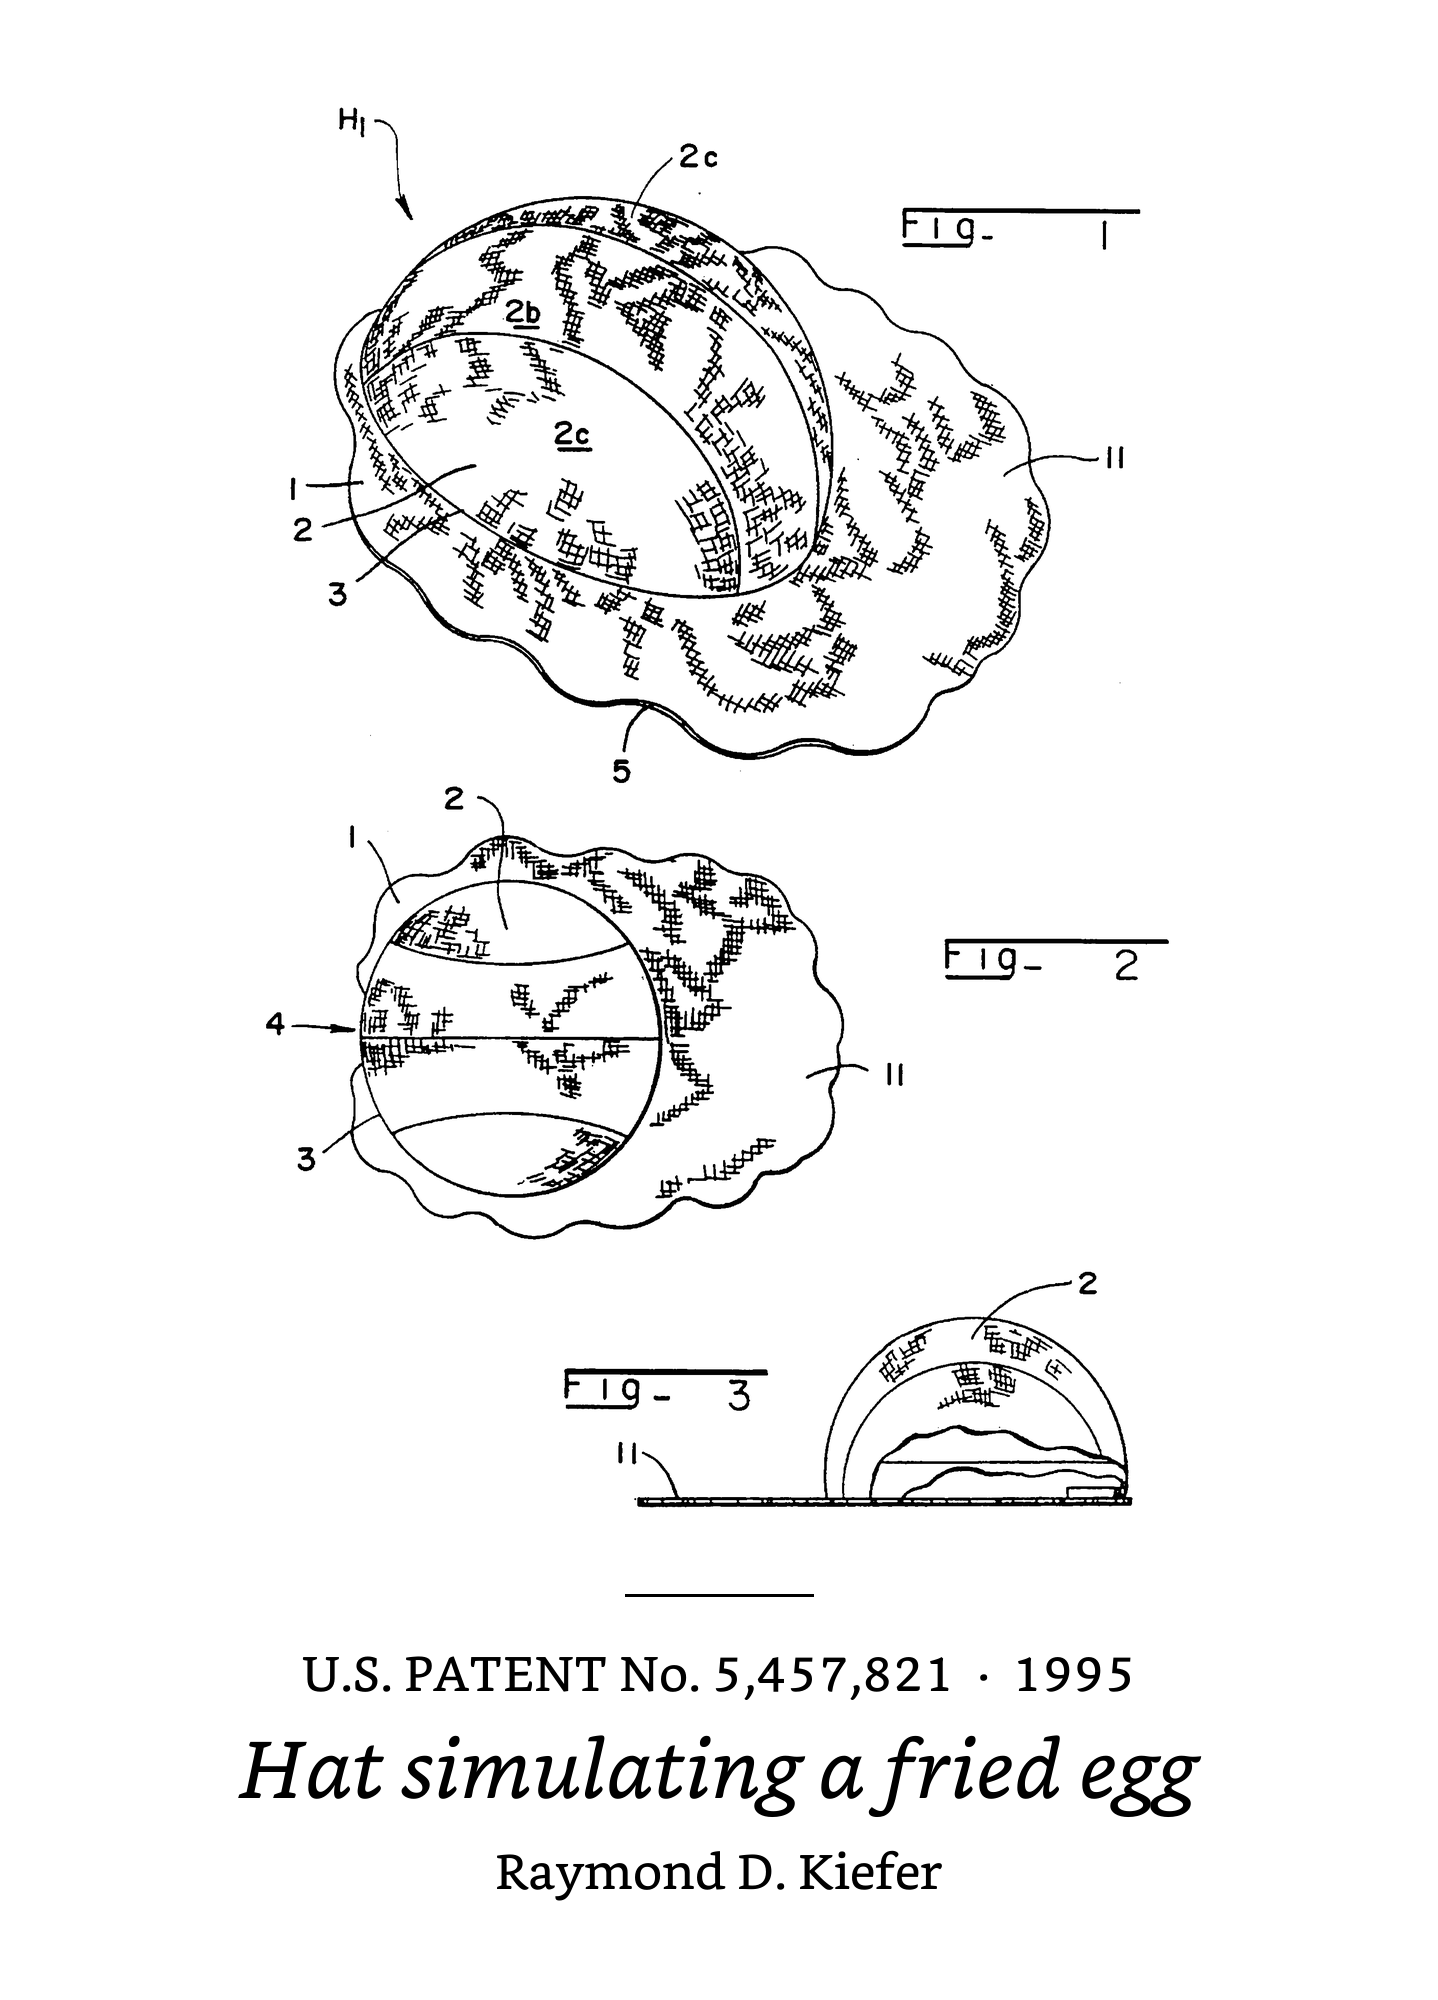 H1
2c
Fig- 1
2b
2c
11
1
2
3
5
2
1
Fig- 2
4
11
3
2
Fig- 3
11
U.S. PATENT No. 5,457,821 · 1995
Hat simulating a fried egg
Raymond D. Kiefer